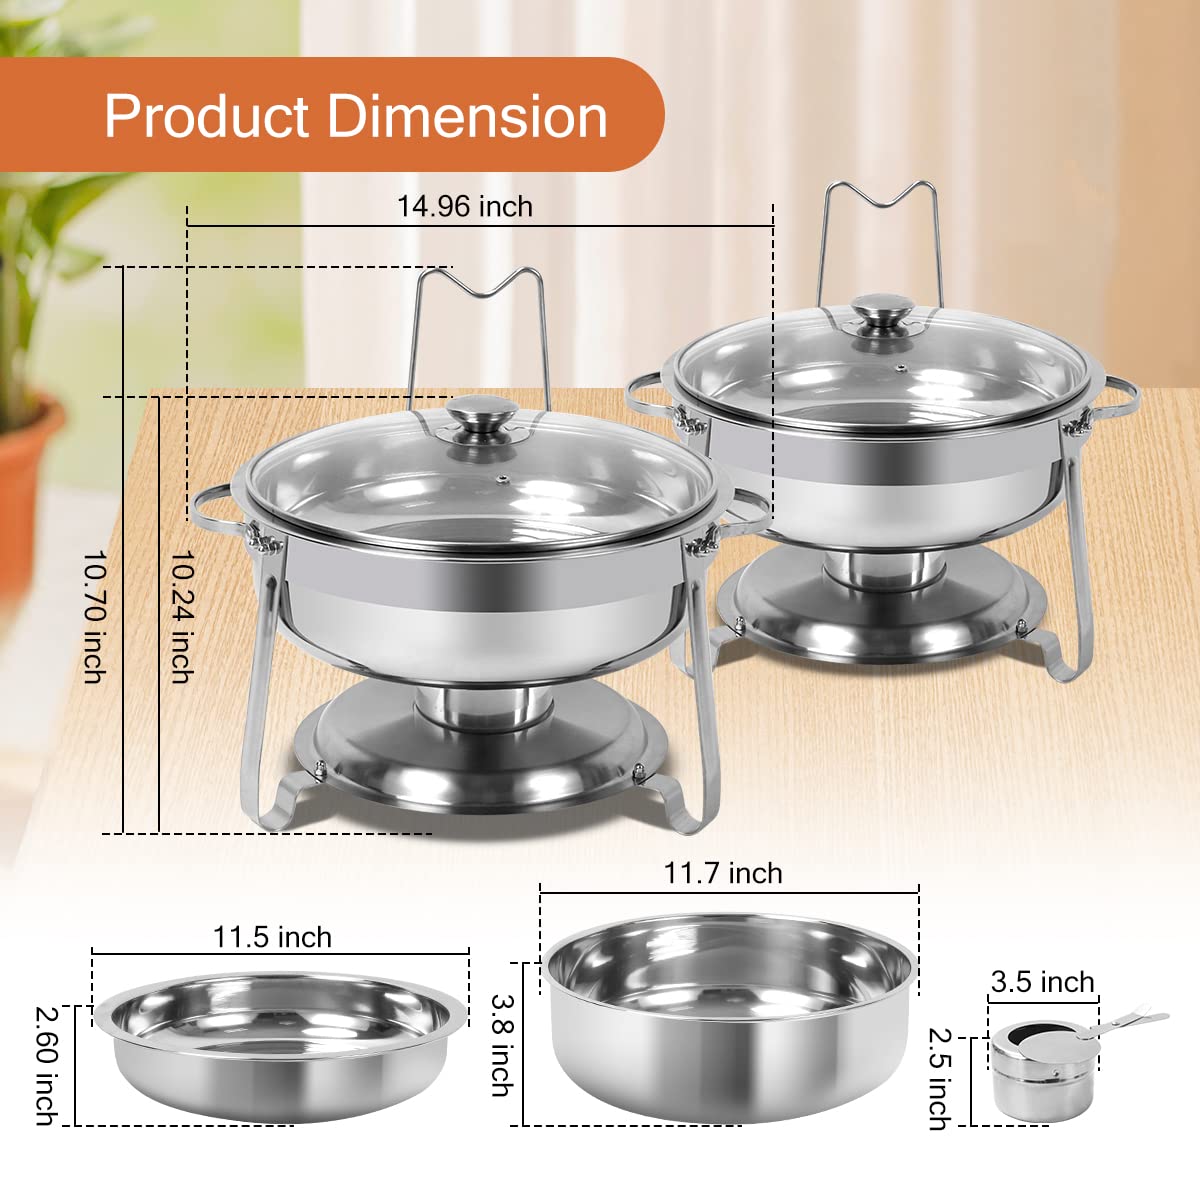 Product Dimension
14.96 inch
10.70 inch
10.24 inch
11.5 inch
2.60 inch
11.7 inch
3.8 inch
3.5 inch
2.5 inch